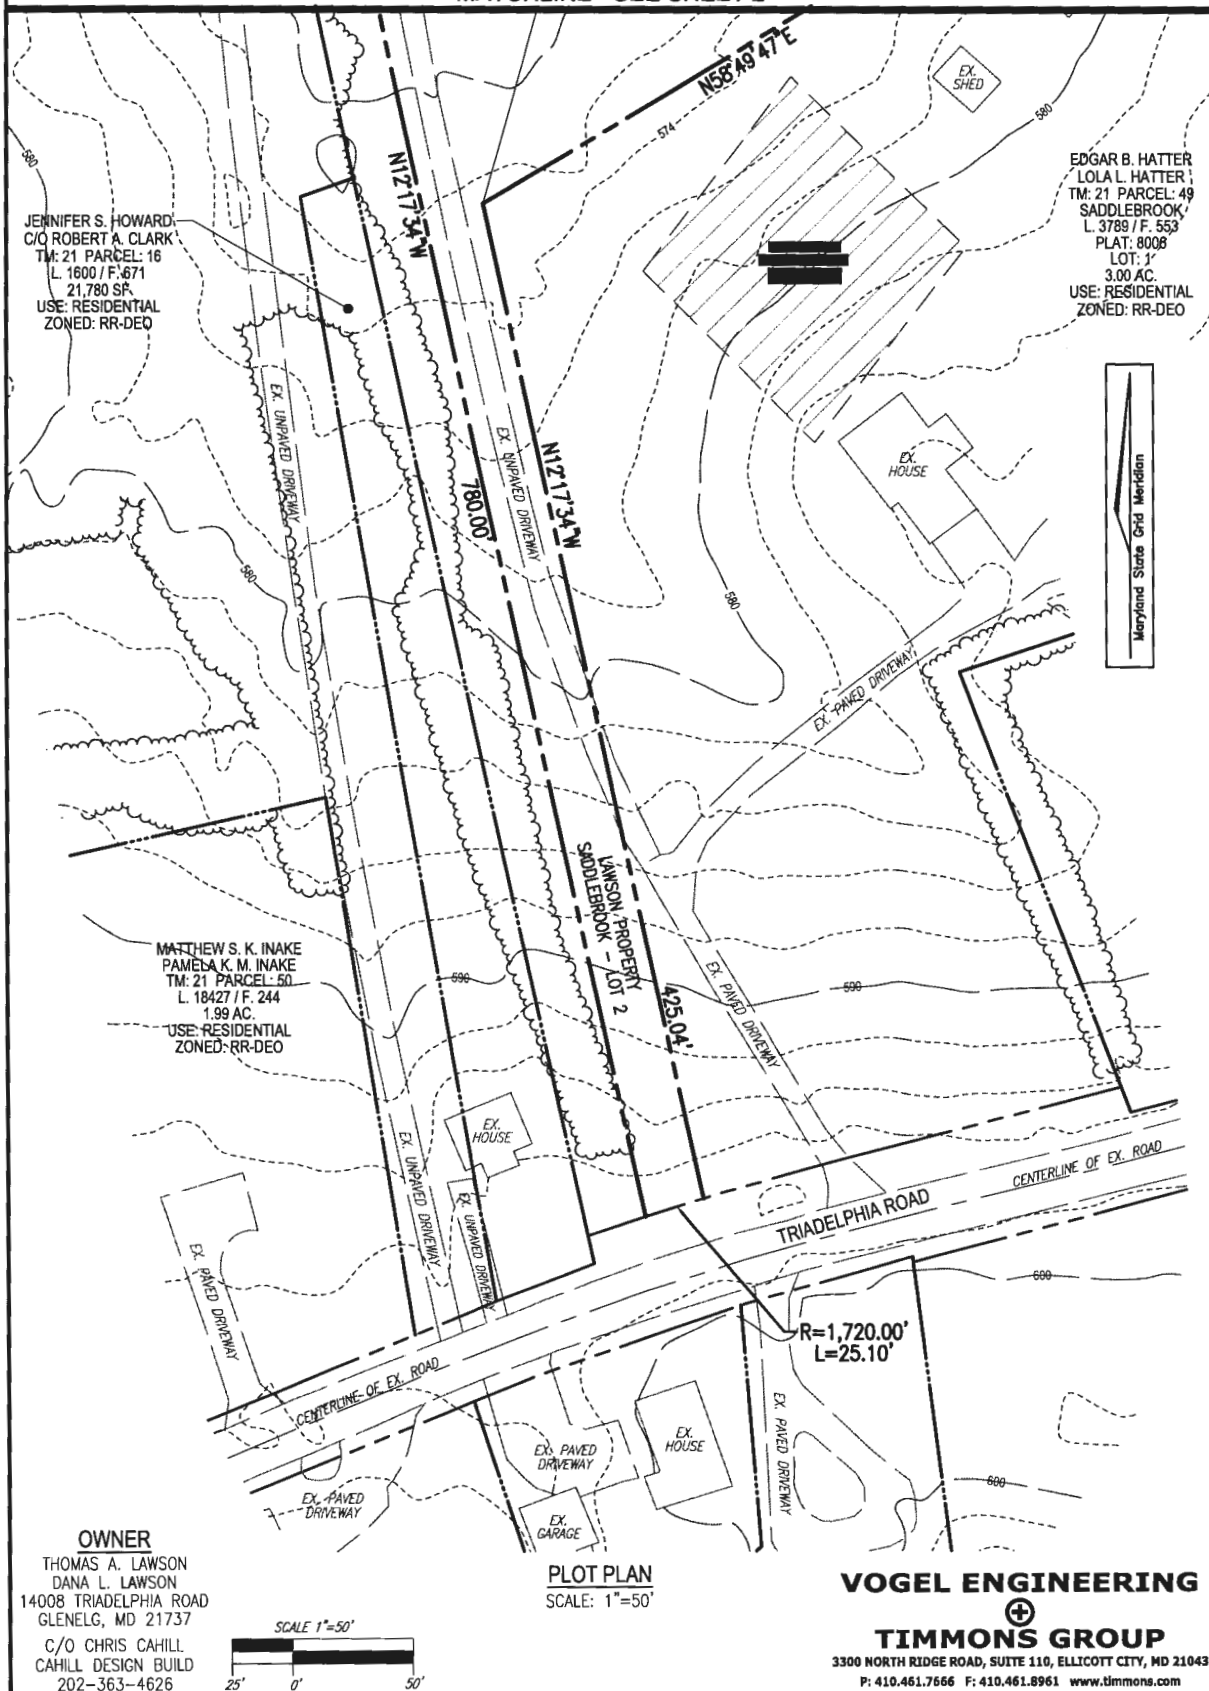 N58°49'47"E
574
EX.
SHED
580
580
EDGAR B. HATTER
LOLA L. HATTER
TM: 21 PARCEL: 49
SADDLEBROOK
L. 3789 / F. 553
PLAT: 8006
LOT: 1
3.00 AC.
USE: RESIDENTIAL
ZONED: RR-DEO
N12°17'34"W
JENNIFER S. HOWARD
C/O ROBERT A. CLARK
TM: 21 PARCEL: 16
L. 1600 / F. 671
21,780 SF.
USE: RESIDENTIAL
ZONED: RR-DEO
EX. UNPAVED DRIVEWAY
EX. UNPAVED DRIVEWAY
N12°17'34"W
780.00'
EX.
HOUSE
Maryland State Grid Meridian
580
580
EX. PAVED DRIVEWAY
LAWSON PROPERTY
SADDLEBROOK - LOT 2
425.04'
EX. PAVED DRIVEWAY
MATTHEW S. K. INAKE
PAMELA K. M. INAKE
TM: 21 PARCEL: 50
L. 18427 / F. 244
1.99 AC.
USE: RESIDENTIAL
ZONED: RR-DEO
590
590
EX.
HOUSE
EX. UNPAVED DRIVEWAY
EX. UNPAVED DRIVEWAY
EX. PAVED DRIVEWAY
CENTERLINE OF EX. ROAD
TRIADELPHIA ROAD
600
R=1,720.00'
L=25.10'
CENTERLINE OF EX. ROAD
EX. PAVED
DRIVEWAY
EX. PAVED
DRIVEWAY
EX.
HOUSE
EX. PAVED DRIVEWAY
600
EX.
GARAGE
OWNER
THOMAS A. LAWSON
DANA L. LAWSON
14008 TRIADELPHIA ROAD
GLENELG, MD 21737
C/O CHRIS CAHILL
CAHILL DESIGN BUILD
202-363-4626
SCALE 1"=50'
25' 0' 50'
PLOT PLAN
SCALE: 1"=50'
VOGEL ENGINEERING
TIMMONS GROUP
3300 NORTH RIDGE ROAD, SUITE 110, ELLICOTT CITY, MD 21043
P: 410.461.7666 F: 410.461.8961 www.timmons.com